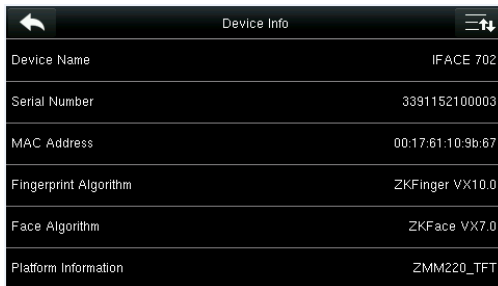 Device Info
Device Name IFACE 702
Serial Number 3391152100003
MAC Address 00:17:61:10:9b:67
Fingerprint Algorithm ZKFinger VX10.0
Face Algorithm ZKFace VX7.0
Platform Information ZMM220_TFT